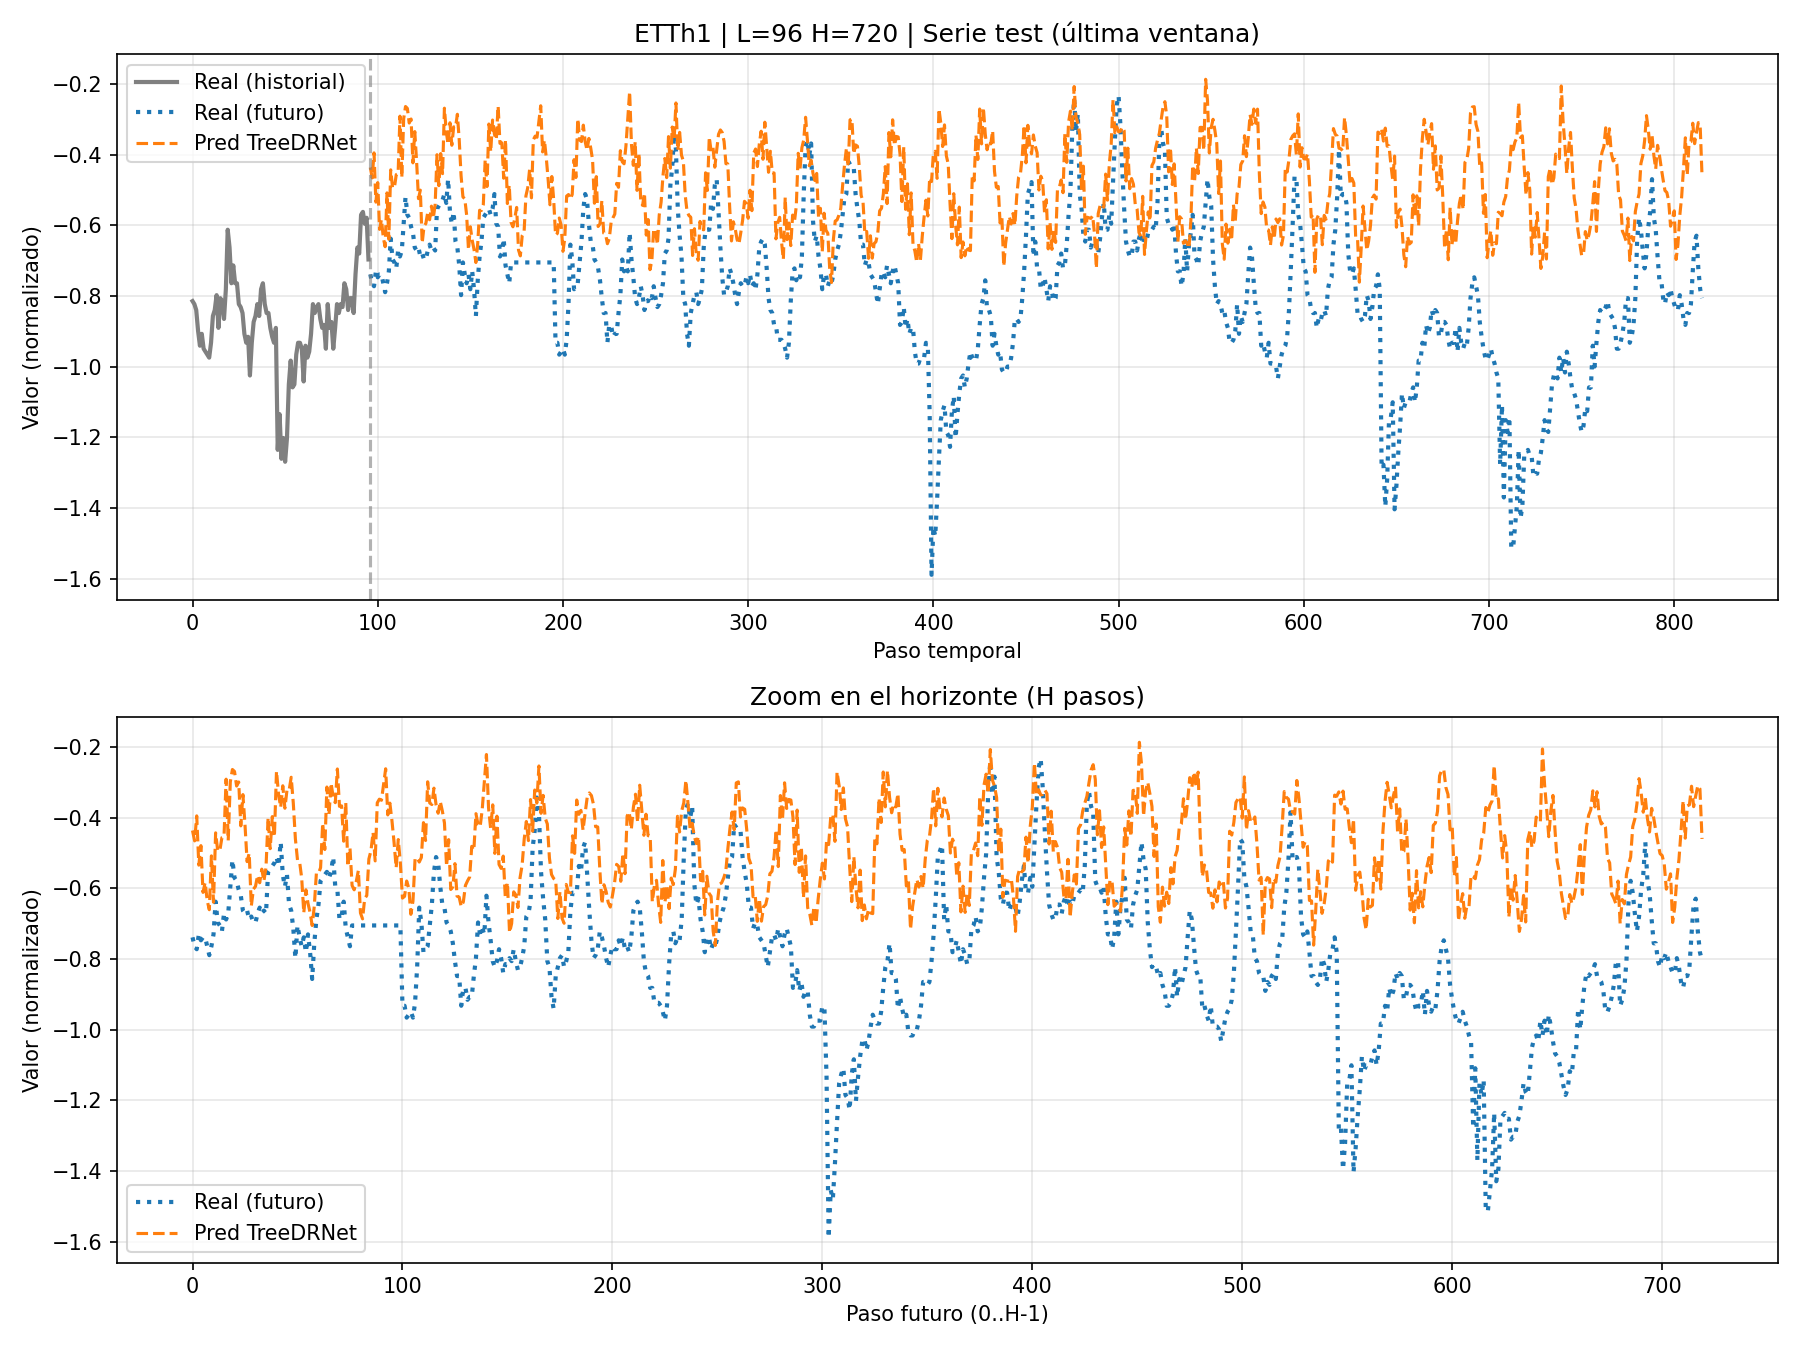 ETTh1 | L=96 H=720 | Serie test (última ventana)
Real (historial)
Real (futuro)
Pred TreeDRNet
Valor (normalizado)
−0.2
−0.4
−0.6
−0.8
−1.0
−1.2
−1.4
−1.6
0 100 200 300 400 500 600 700 800
Paso temporal
Zoom en el horizonte (H pasos)
Valor (normalizado)
−0.2
−0.4
−0.6
−0.8
−1.0
−1.2
−1.4
−1.6
Real (futuro)
Pred TreeDRNet
0 100 200 300 400 500 600 700
Paso futuro (0..H-1)